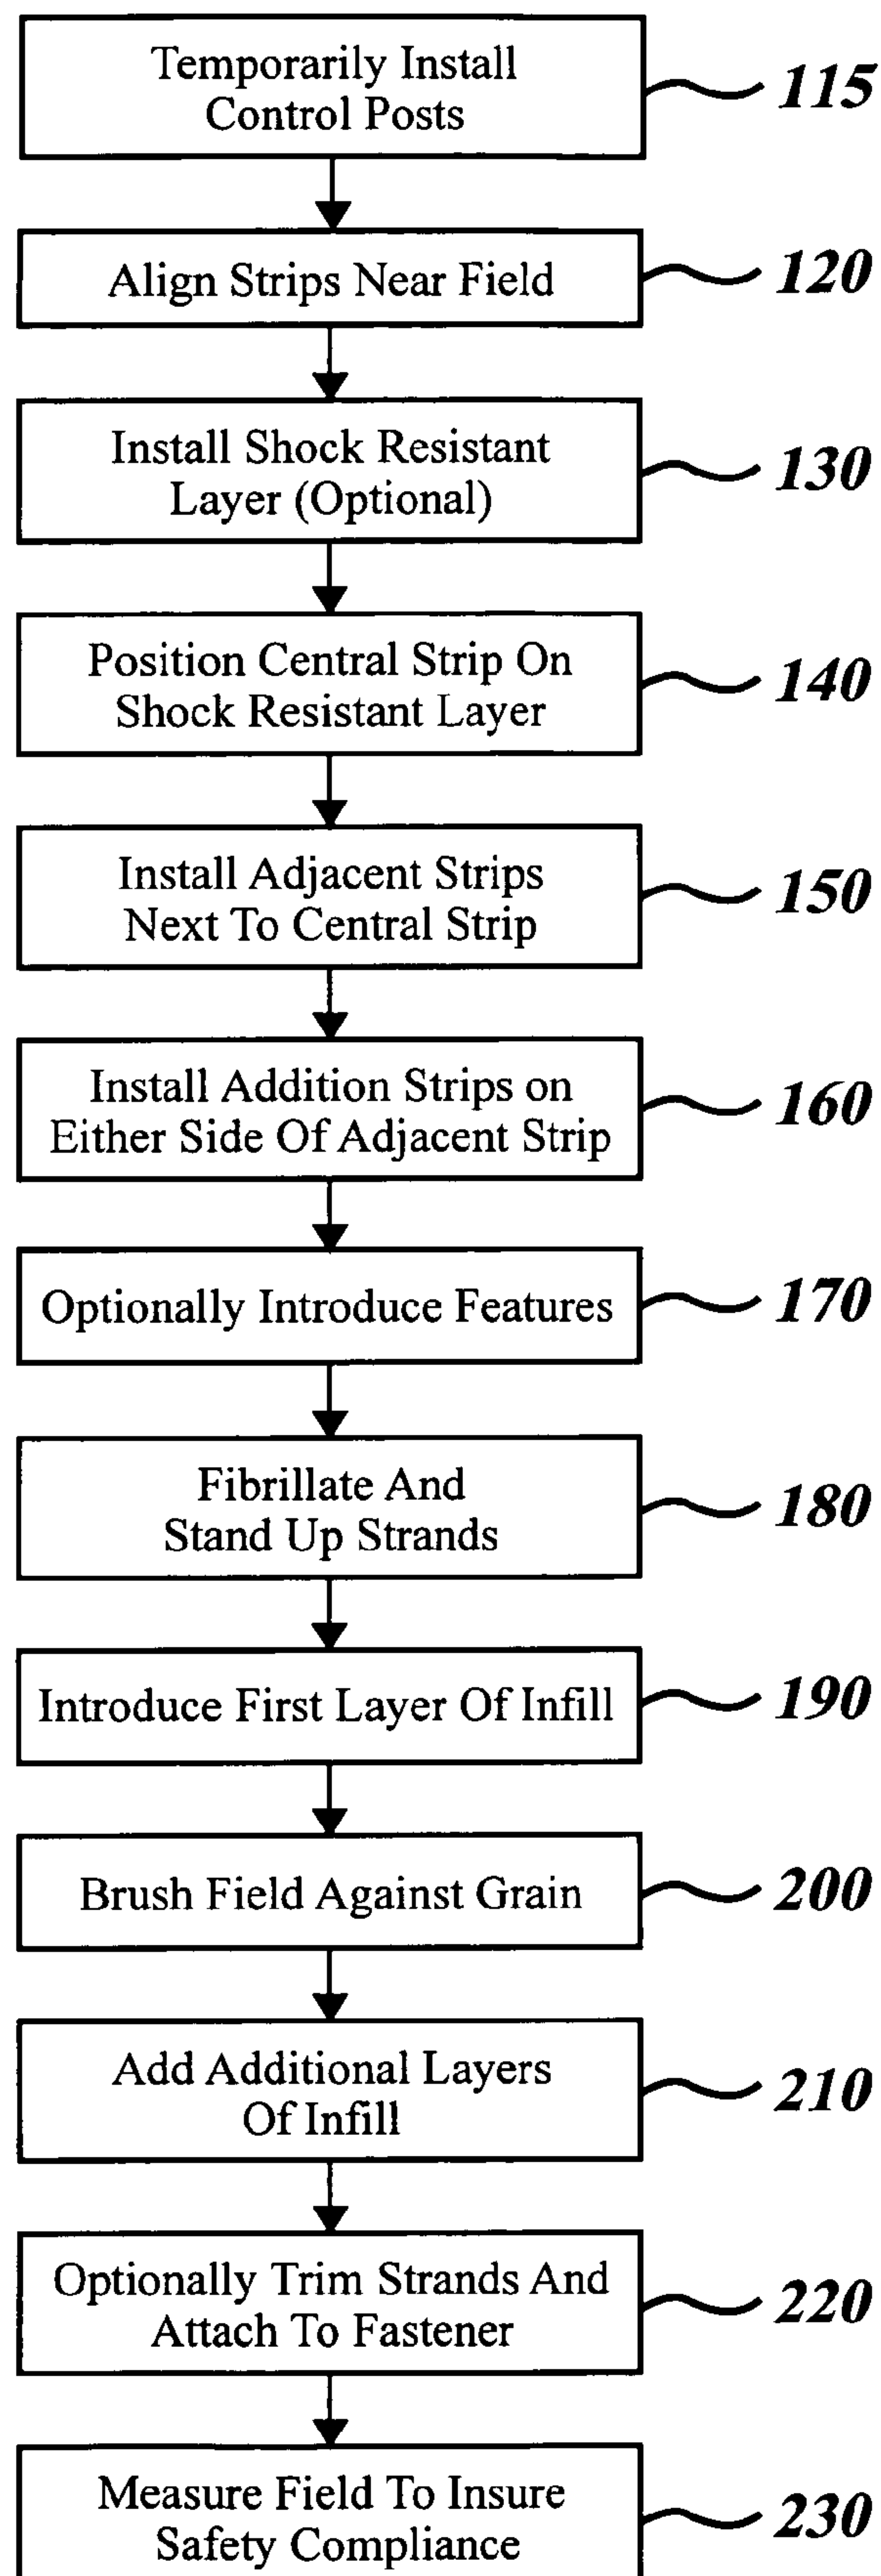 Temporarily Install
Control Posts
115
Align Strips Near Field
120
Install Shock Resistant
Layer (Optional)
130
Position Central Strip On
Shock Resistant Layer
140
Install Adjacent Strips
Next To Central Strip
150
Install Addition Strips on
Either Side Of Adjacent Strip
160
Optionally Introduce Features
170
Fibrillate And
Stand Up Strands
180
Introduce First Layer Of Infill
190
Brush Field Against Grain
200
Add Additional Layers
Of Infill
210
Optionally Trim Strands And
Attach To Fastener
220
Measure Field To Insure
Safety Compliance
230